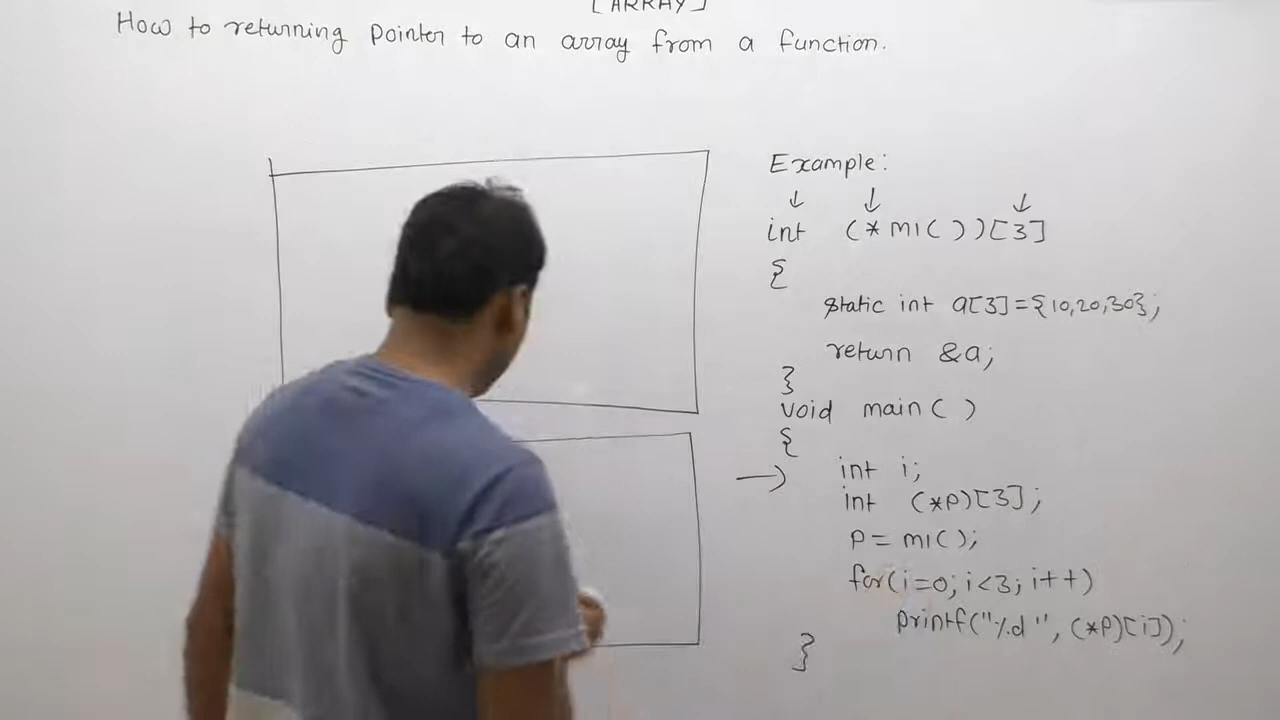 [ARRAY]
How to returning pointer to an array from a function.
Example:
↓ ↓ ↓
int (*m1())[3]
{
static int a[3]={10,20,30};
return &a;
}
void main()
{
→ int i;
int (*p)[3];
p=m1();
for(i=0;i<3;i++)
printf("%d",(*p)[i]);
}